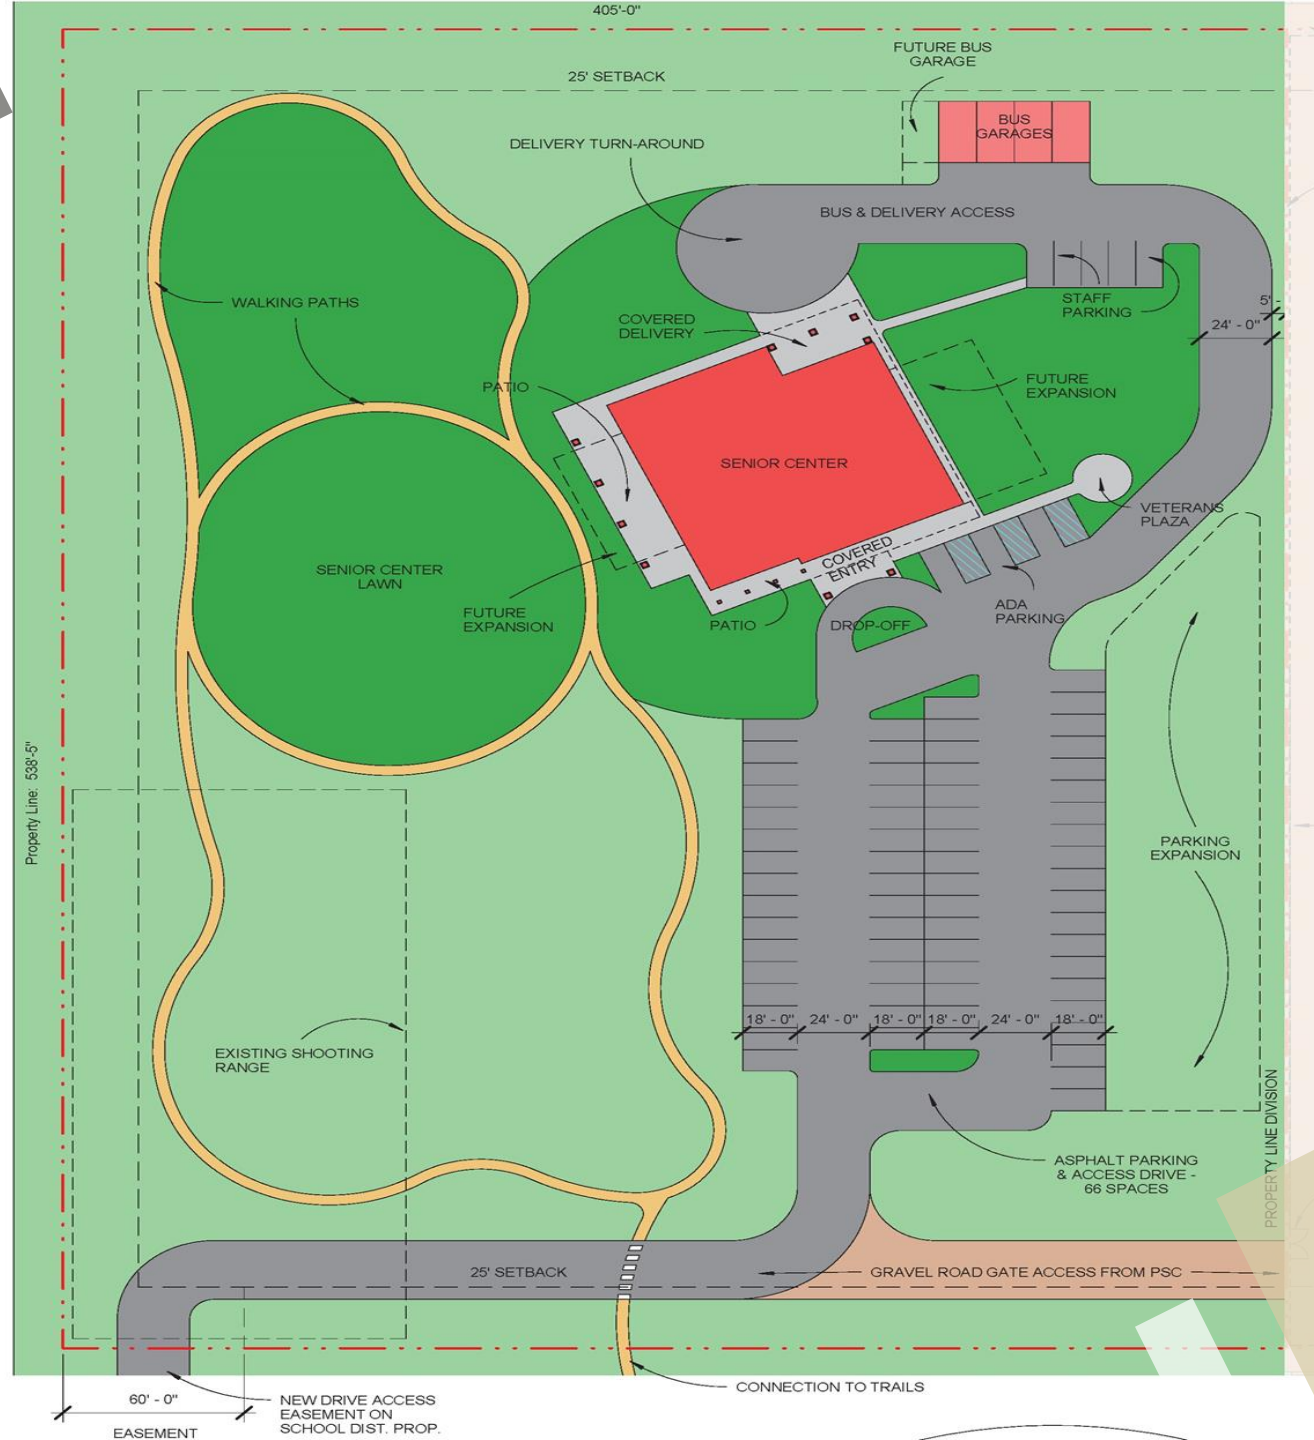 405'-0"
FUTURE BUS
GARAGE
25' SETBACK
BUS
GARAGES
DELIVERY TURN-AROUND
BUS & DELIVERY ACCESS
WALKING PATHS
STAFF
PARKING
5' -
24' - 0"
COVERED
DELIVERY
PATIO
FUTURE
EXPANSION
SENIOR CENTER
VETERANS
PLAZA
COVERED
ENTRY
SENIOR CENTER
LAWN
FUTURE
EXPANSION
PATIO
DROP-OFF
ADA
PARKING
Property Line: 538'-5"
PARKING
EXPANSION
18' - 0"
24' - 0"
18' - 0"
18' - 0"
24' - 0"
18' - 0"
EXISTING SHOOTING
RANGE
PROPERTY LINE DIVISION
ASPHALT PARKING
& ACCESS DRIVE -
66 SPACES
25' SETBACK
GRAVEL ROAD GATE ACCESS FROM PSC
CONNECTION TO TRAILS
60' - 0"
EASEMENT
NEW DRIVE ACCESS
EASEMENT ON
SCHOOL DIST. PROP.